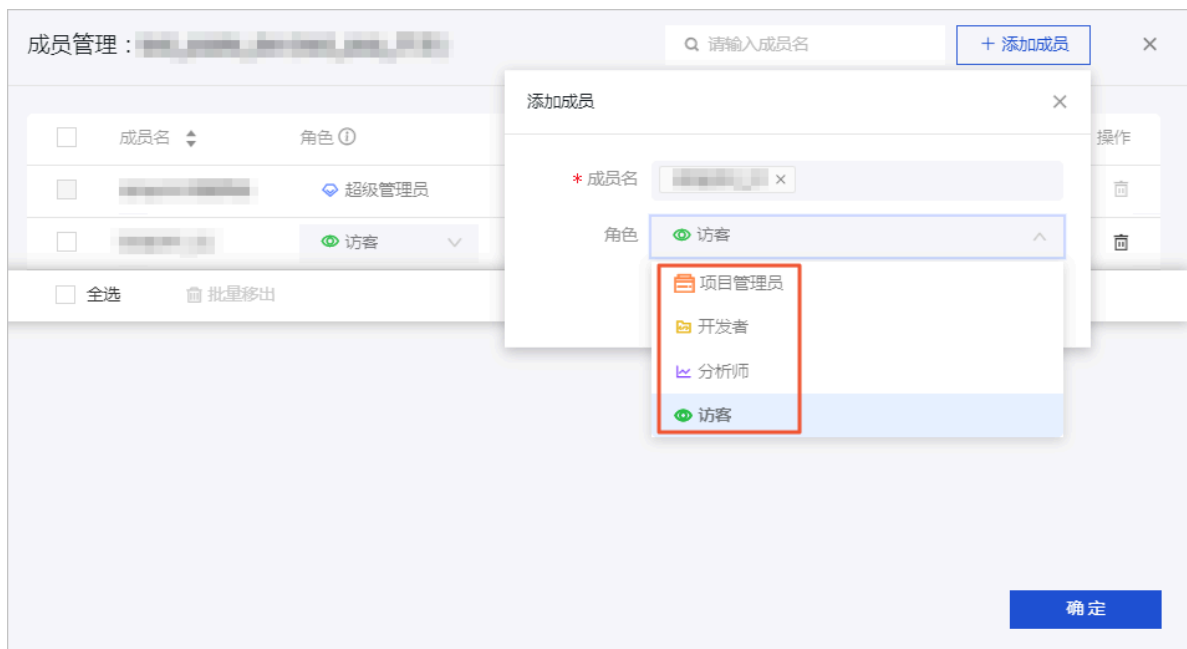 成员管理：
请输入成员名
+ 添加成员
添加成员
成员名
角色
操作
* 成员名
超级管理员
角色
访客
访客
项目管理员
全选
批量移出
开发者
分析师
访客
确定